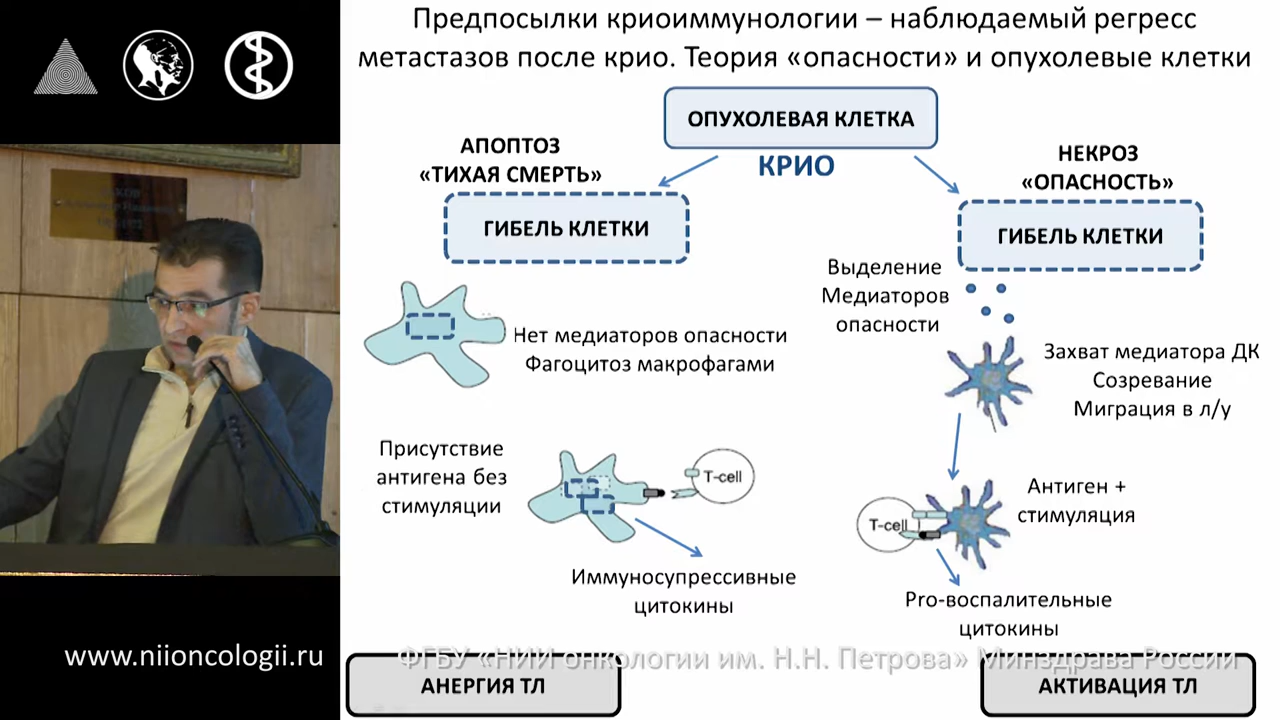 Предпосылки криоиммунологии – наблюдаемый регресс
метастазов после крио. Теория «опасности» и опухолевые клетки
ОПУХОЛЕВАЯ КЛЕТКА
КРИО
АПОПТОЗ
«ТИХАЯ СМЕРТЬ»
ГИБЕЛЬ КЛЕТКИ
НЕКРОЗ
«ОПАСНОСТЬ»
ГИБЕЛЬ КЛЕТКИ
Нет медиаторов опасности
Фагоцитоз макрофагами
Выделение
Медиаторов
опасности
Захват медиатора ДК
Созревание
Миграция в л/у
Присутствие
антигена без
стимуляции
T-cell
Иммуносупрессивные
цитокины
T-cell
Антиген +
стимуляция
Pro-воспалительные
цитокины
www.niioncologii.ru
ФГБУ «НИИ онкологии им. Н.Н. Петрова» Минздрава России
АНЕРГИЯ ТЛ
АКТИВАЦИЯ ТЛ